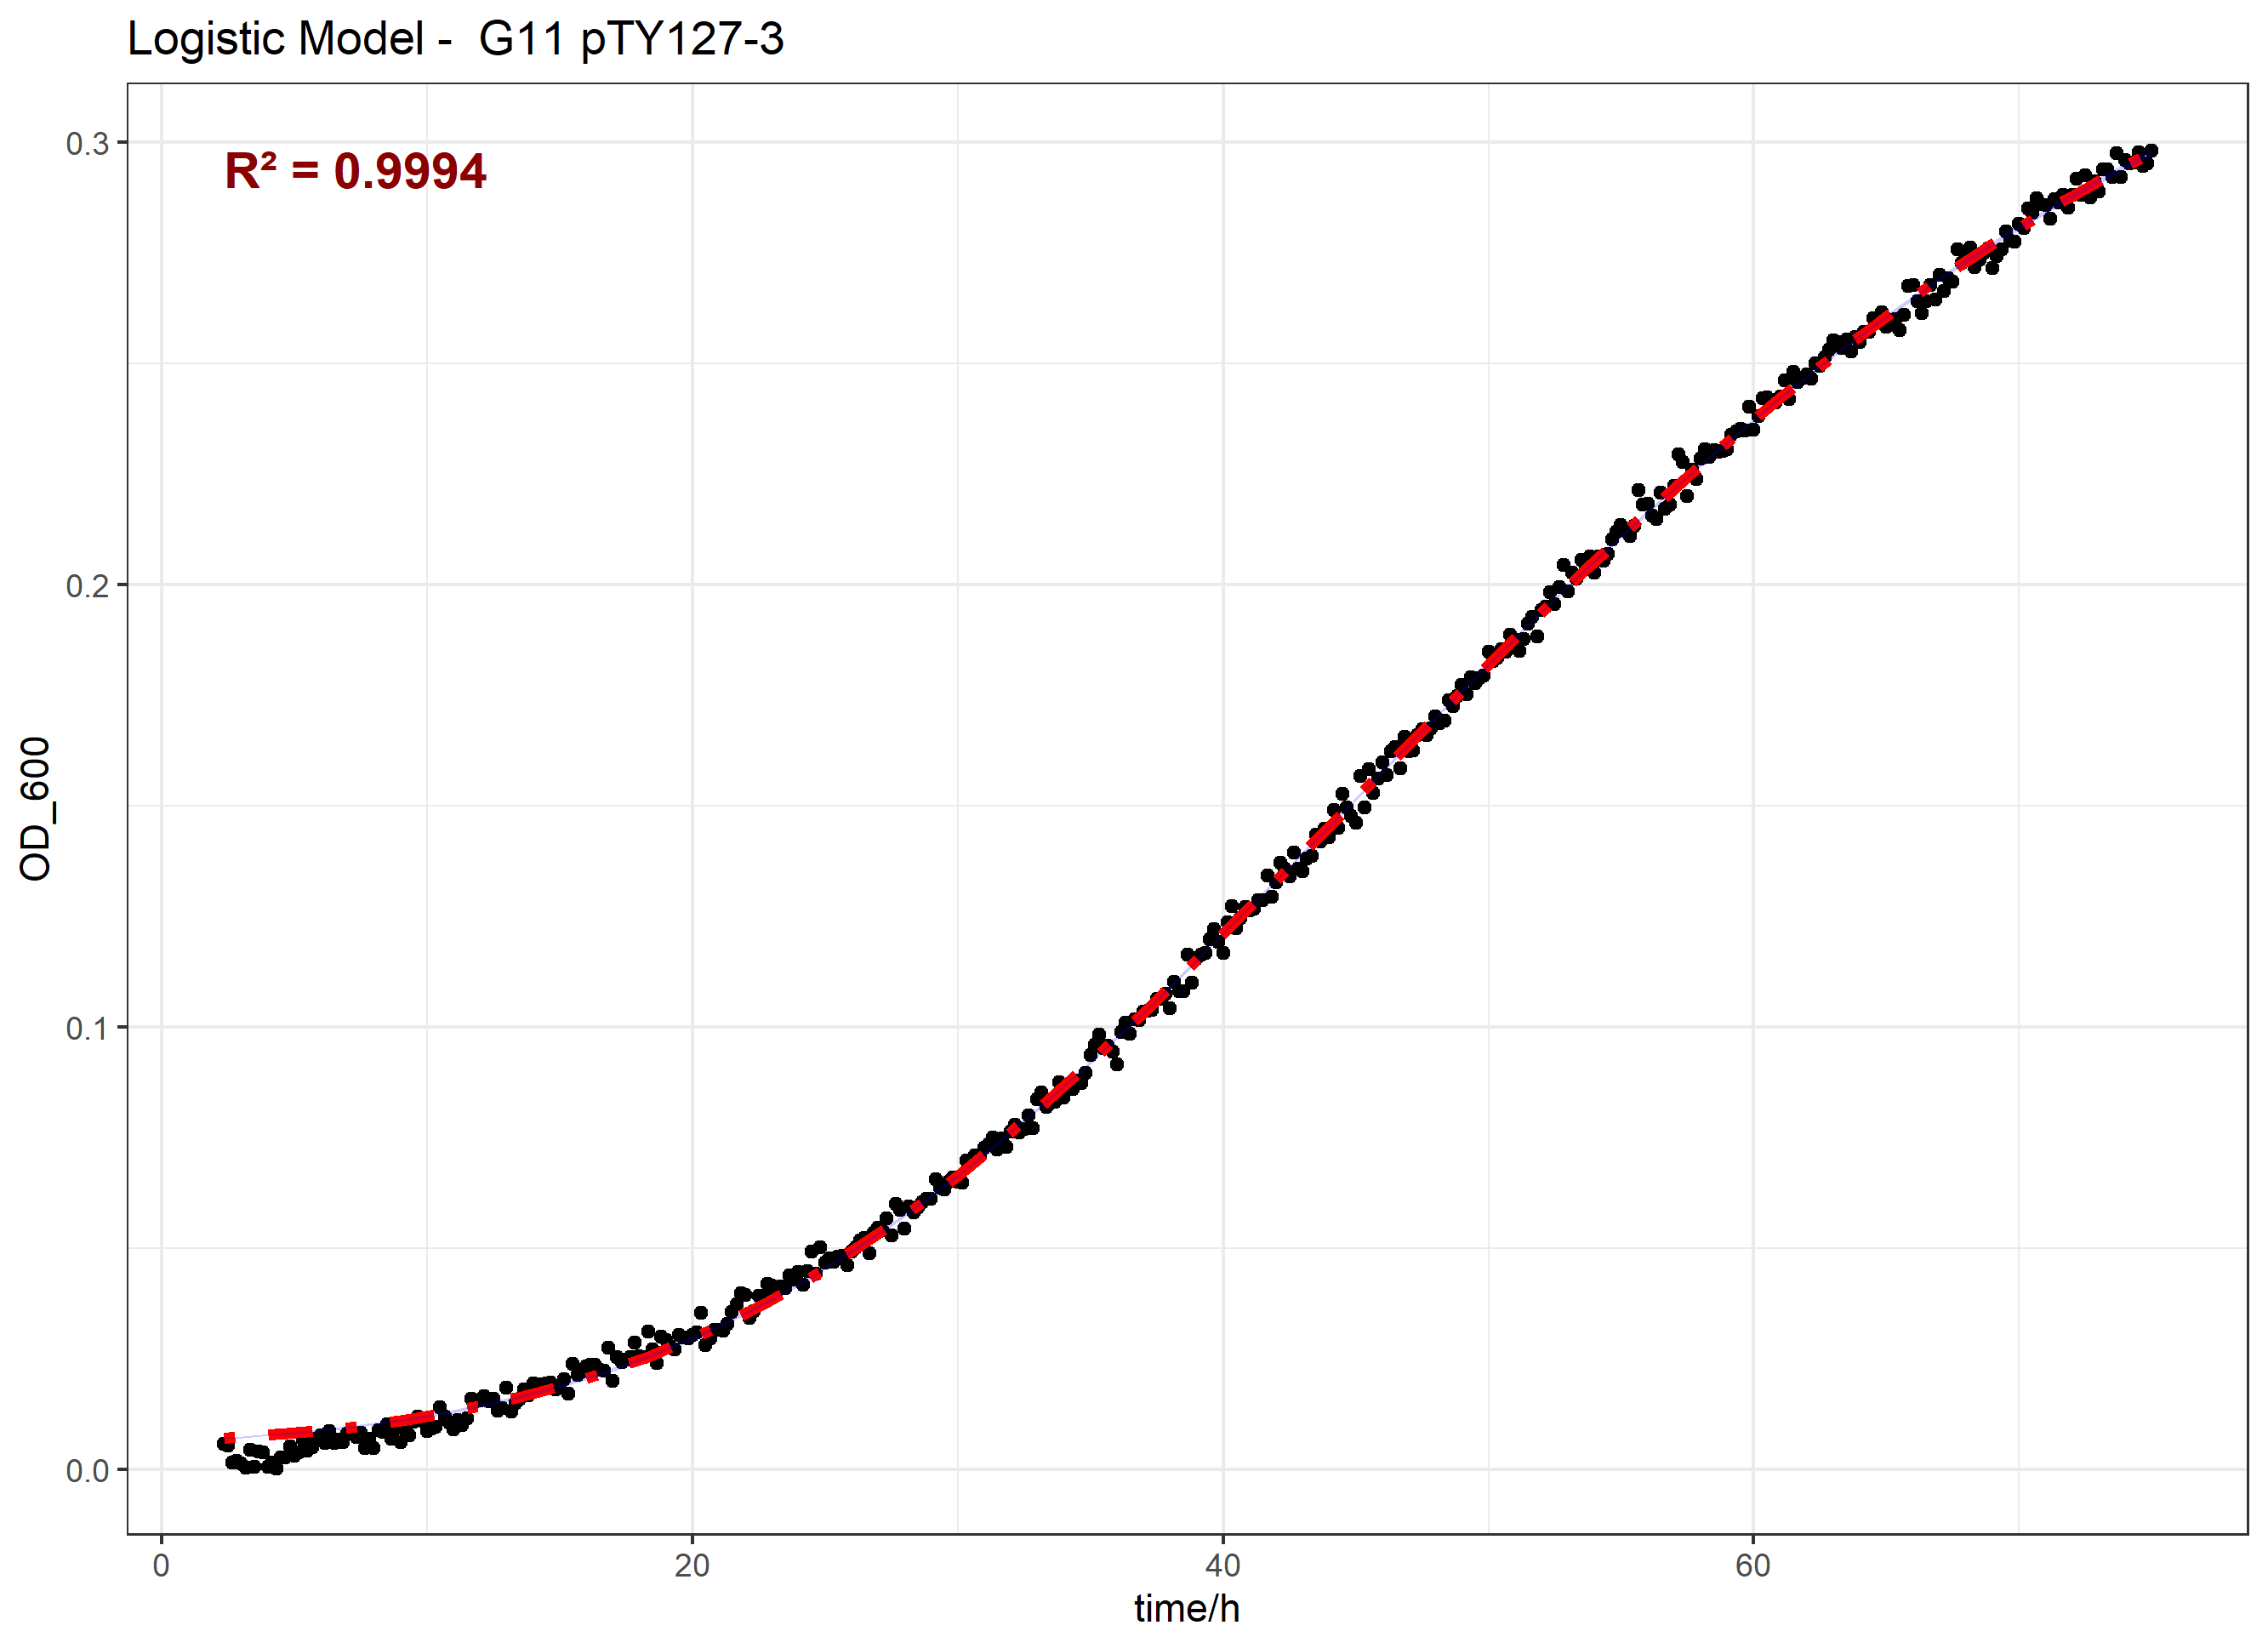 Logistic Model -  G11 pTY127-3
R² = 0.9994
0.3
0.2
0.1
0.0
OD_600
0 20 40 60
time/h